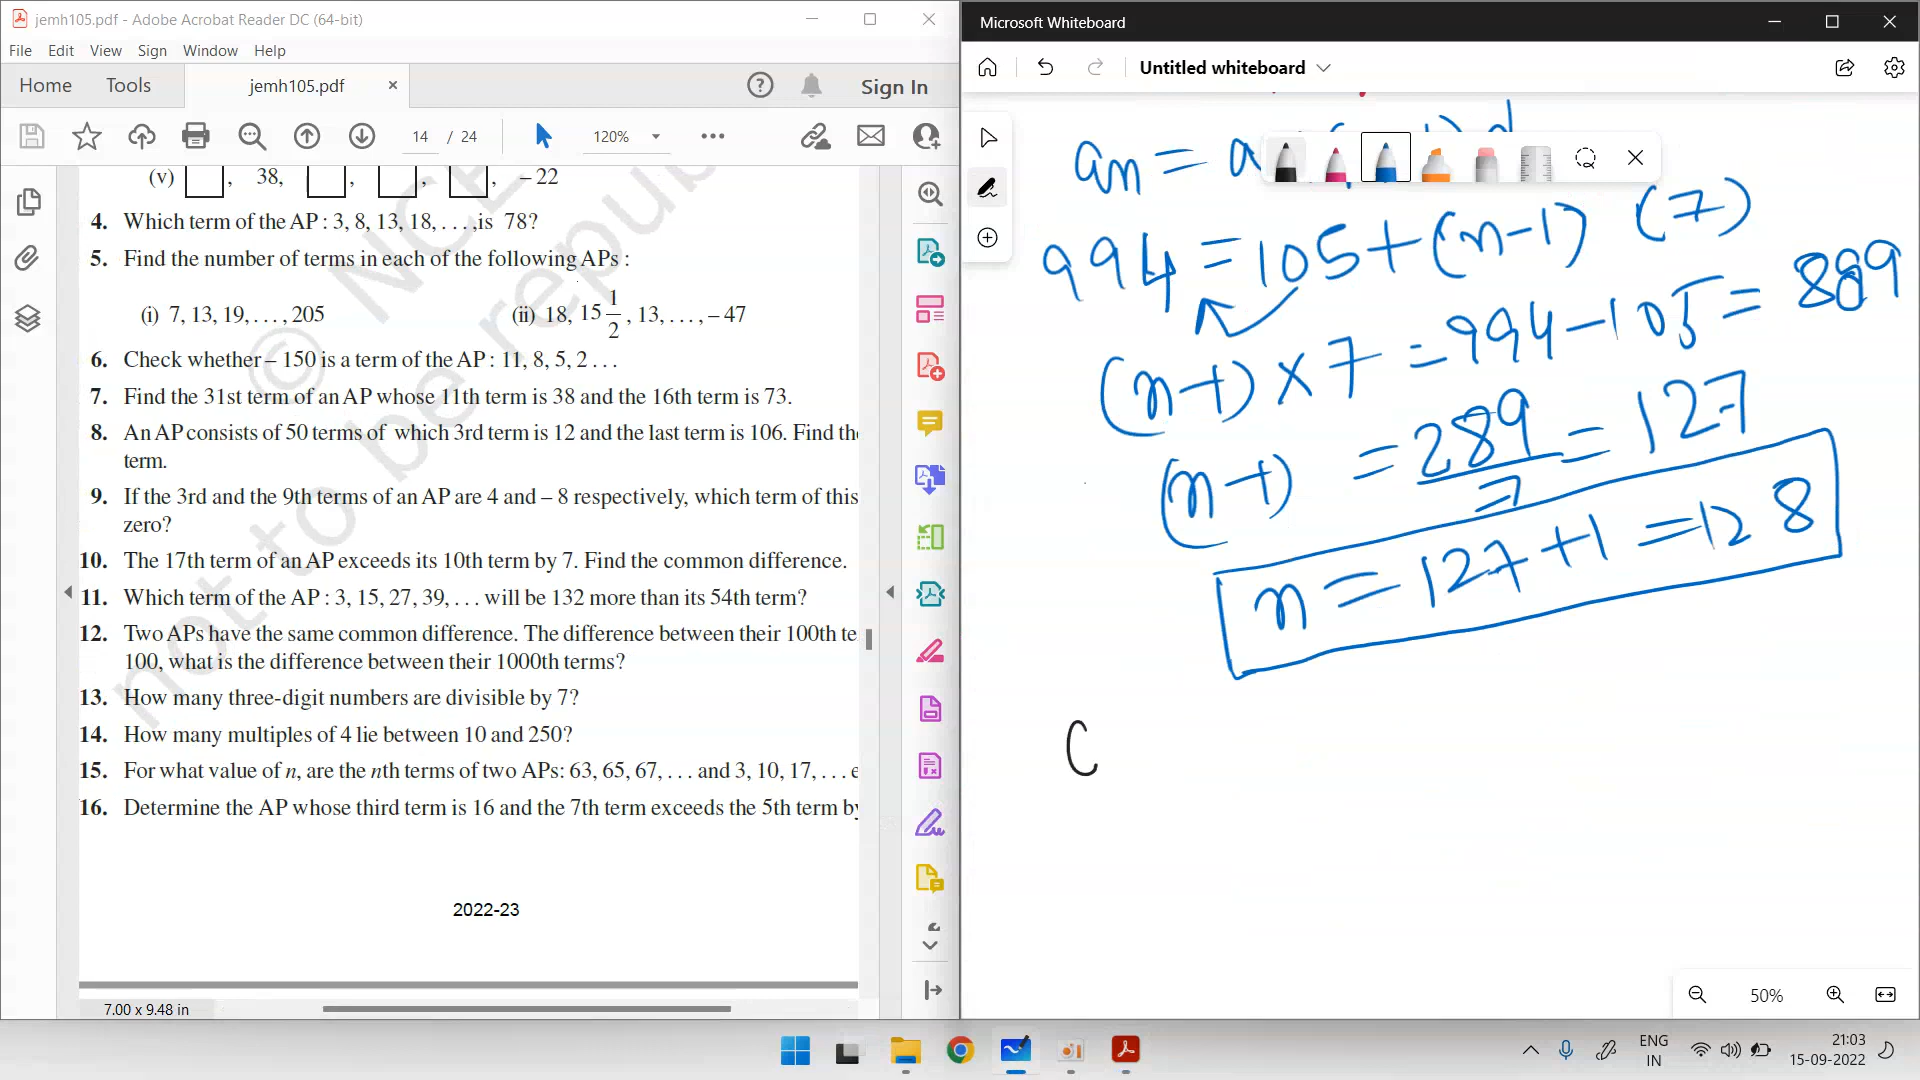 jemh105.pdf - Adobe Acrobat Reader DC (64-bit)
File Edit View Sign Window Help
Home Tools jemh105.pdf × Sign In
14 / 24 120%
(v) , 38, , , , – 22
4. Which term of the AP : 3, 8, 13, 18, . . . ,is 78?
5. Find the number of terms in each of the following APs :
(i) 7, 13, 19, . . . , 205 (ii) 18, 15 1/2 , 13, . . . , – 47
6. Check whether – 150 is a term of the AP : 11, 8, 5, 2 . . .
7. Find the 31st term of an AP whose 11th term is 38 and the 16th term is 73.
8. An AP consists of 50 terms of which 3rd term is 12 and the last term is 106. Find the
term.
9. If the 3rd and the 9th terms of an AP are 4 and – 8 respectively, which term of this
zero?
10. The 17th term of an AP exceeds its 10th term by 7. Find the common difference.
11. Which term of the AP : 3, 15, 27, 39, . . . will be 132 more than its 54th term?
12. Two APs have the same common difference. The difference between their 100th te
100, what is the difference between their 1000th terms?
13. How many three-digit numbers are divisible by 7?
14. How many multiples of 4 lie between 10 and 250?
15. For what value of n, are the nth terms of two APs: 63, 65, 67, . . . and 3, 10, 17, . . . e
16. Determine the AP whose third term is 16 and the 7th term exceeds the 5th term by
© NCE
not to be republ
2022-23
7.00 x 9.48 in
Microsoft Whiteboard
Untitled whiteboard
an = a d
994 = 105 + (n-1) (7)
(n-1) × 7 = 994 - 105 = 889
(n-1) = 289/7 = 127
n = 127 + 1 = 128
C
50%
ENG
IN
21:03
15-09-2022